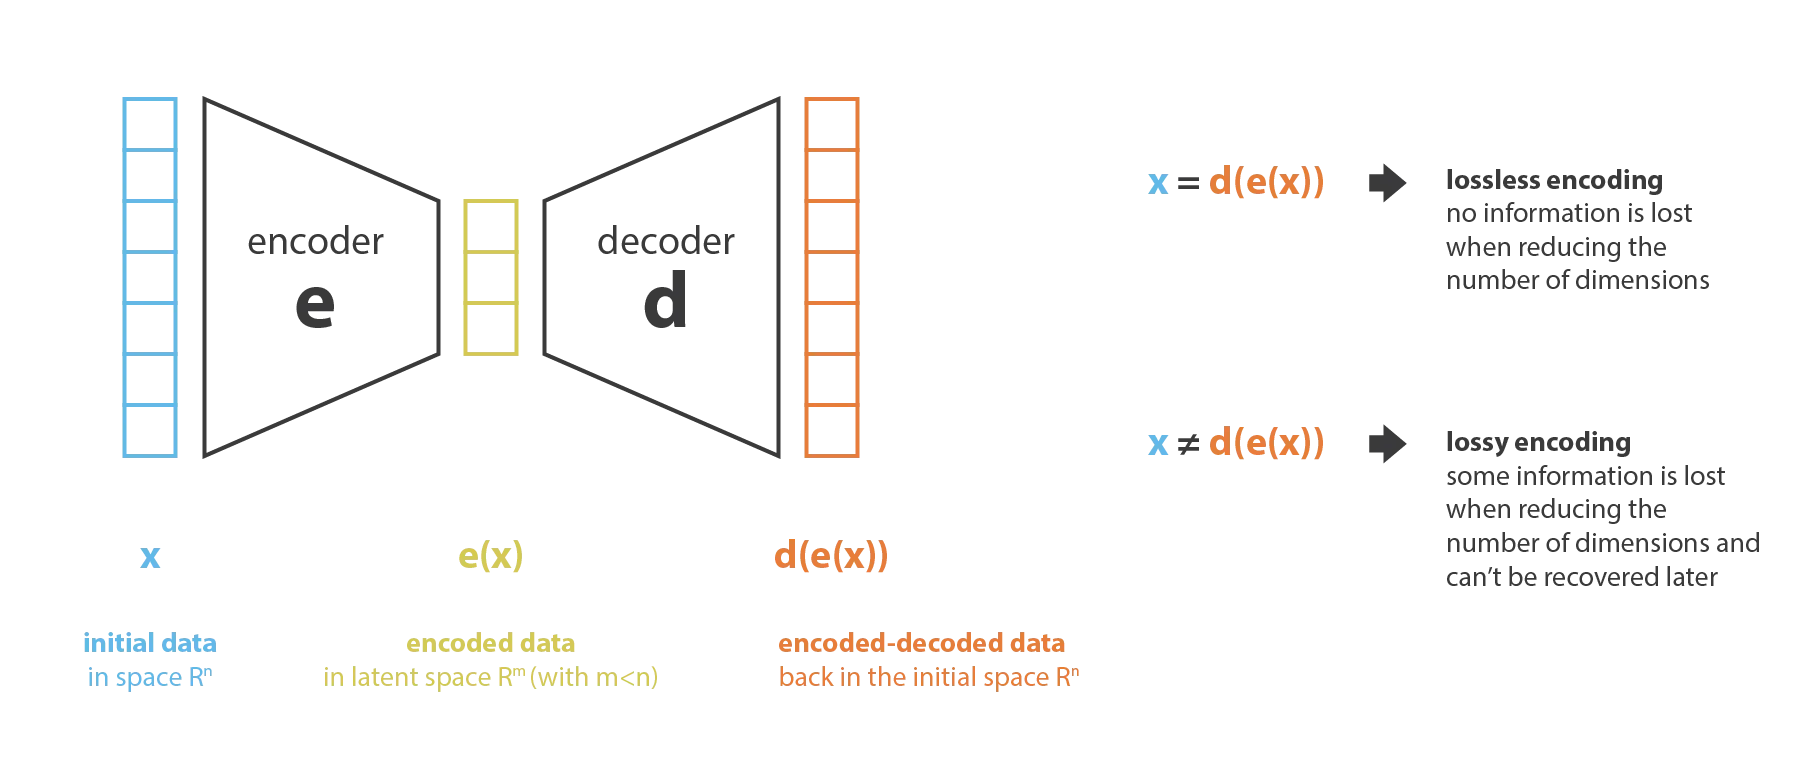 encoder
e
decoder
d
x
e(x)
d(e(x))
initial data
in space Rⁿ
encoded data
in latent space Rᵐ (with m<n)
encoded-decoded data
back in the initial space Rⁿ
x = d(e(x))
lossless encoding
no information is lost
when reducing the
number of dimensions
x ≠ d(e(x))
lossy encoding
some information is lost
when reducing the
number of dimensions and
can’t be recovered later